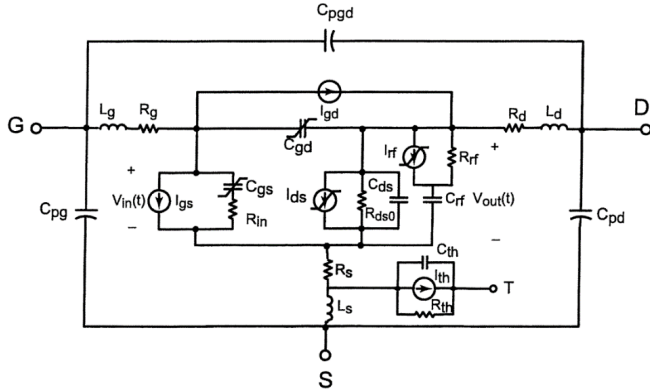 Cpgd
Igd
G
Lg
Rg
Cgd
Rd
Ld
D
Irf
Rrf
+
+
Cpg
Vin(t)
Igs
Cgs
Rin
Ids
Cds
Rds0
Crf
Vout(t)
Cpd
−
−
Rs
Cth
Ith
T
Rth
Ls
S